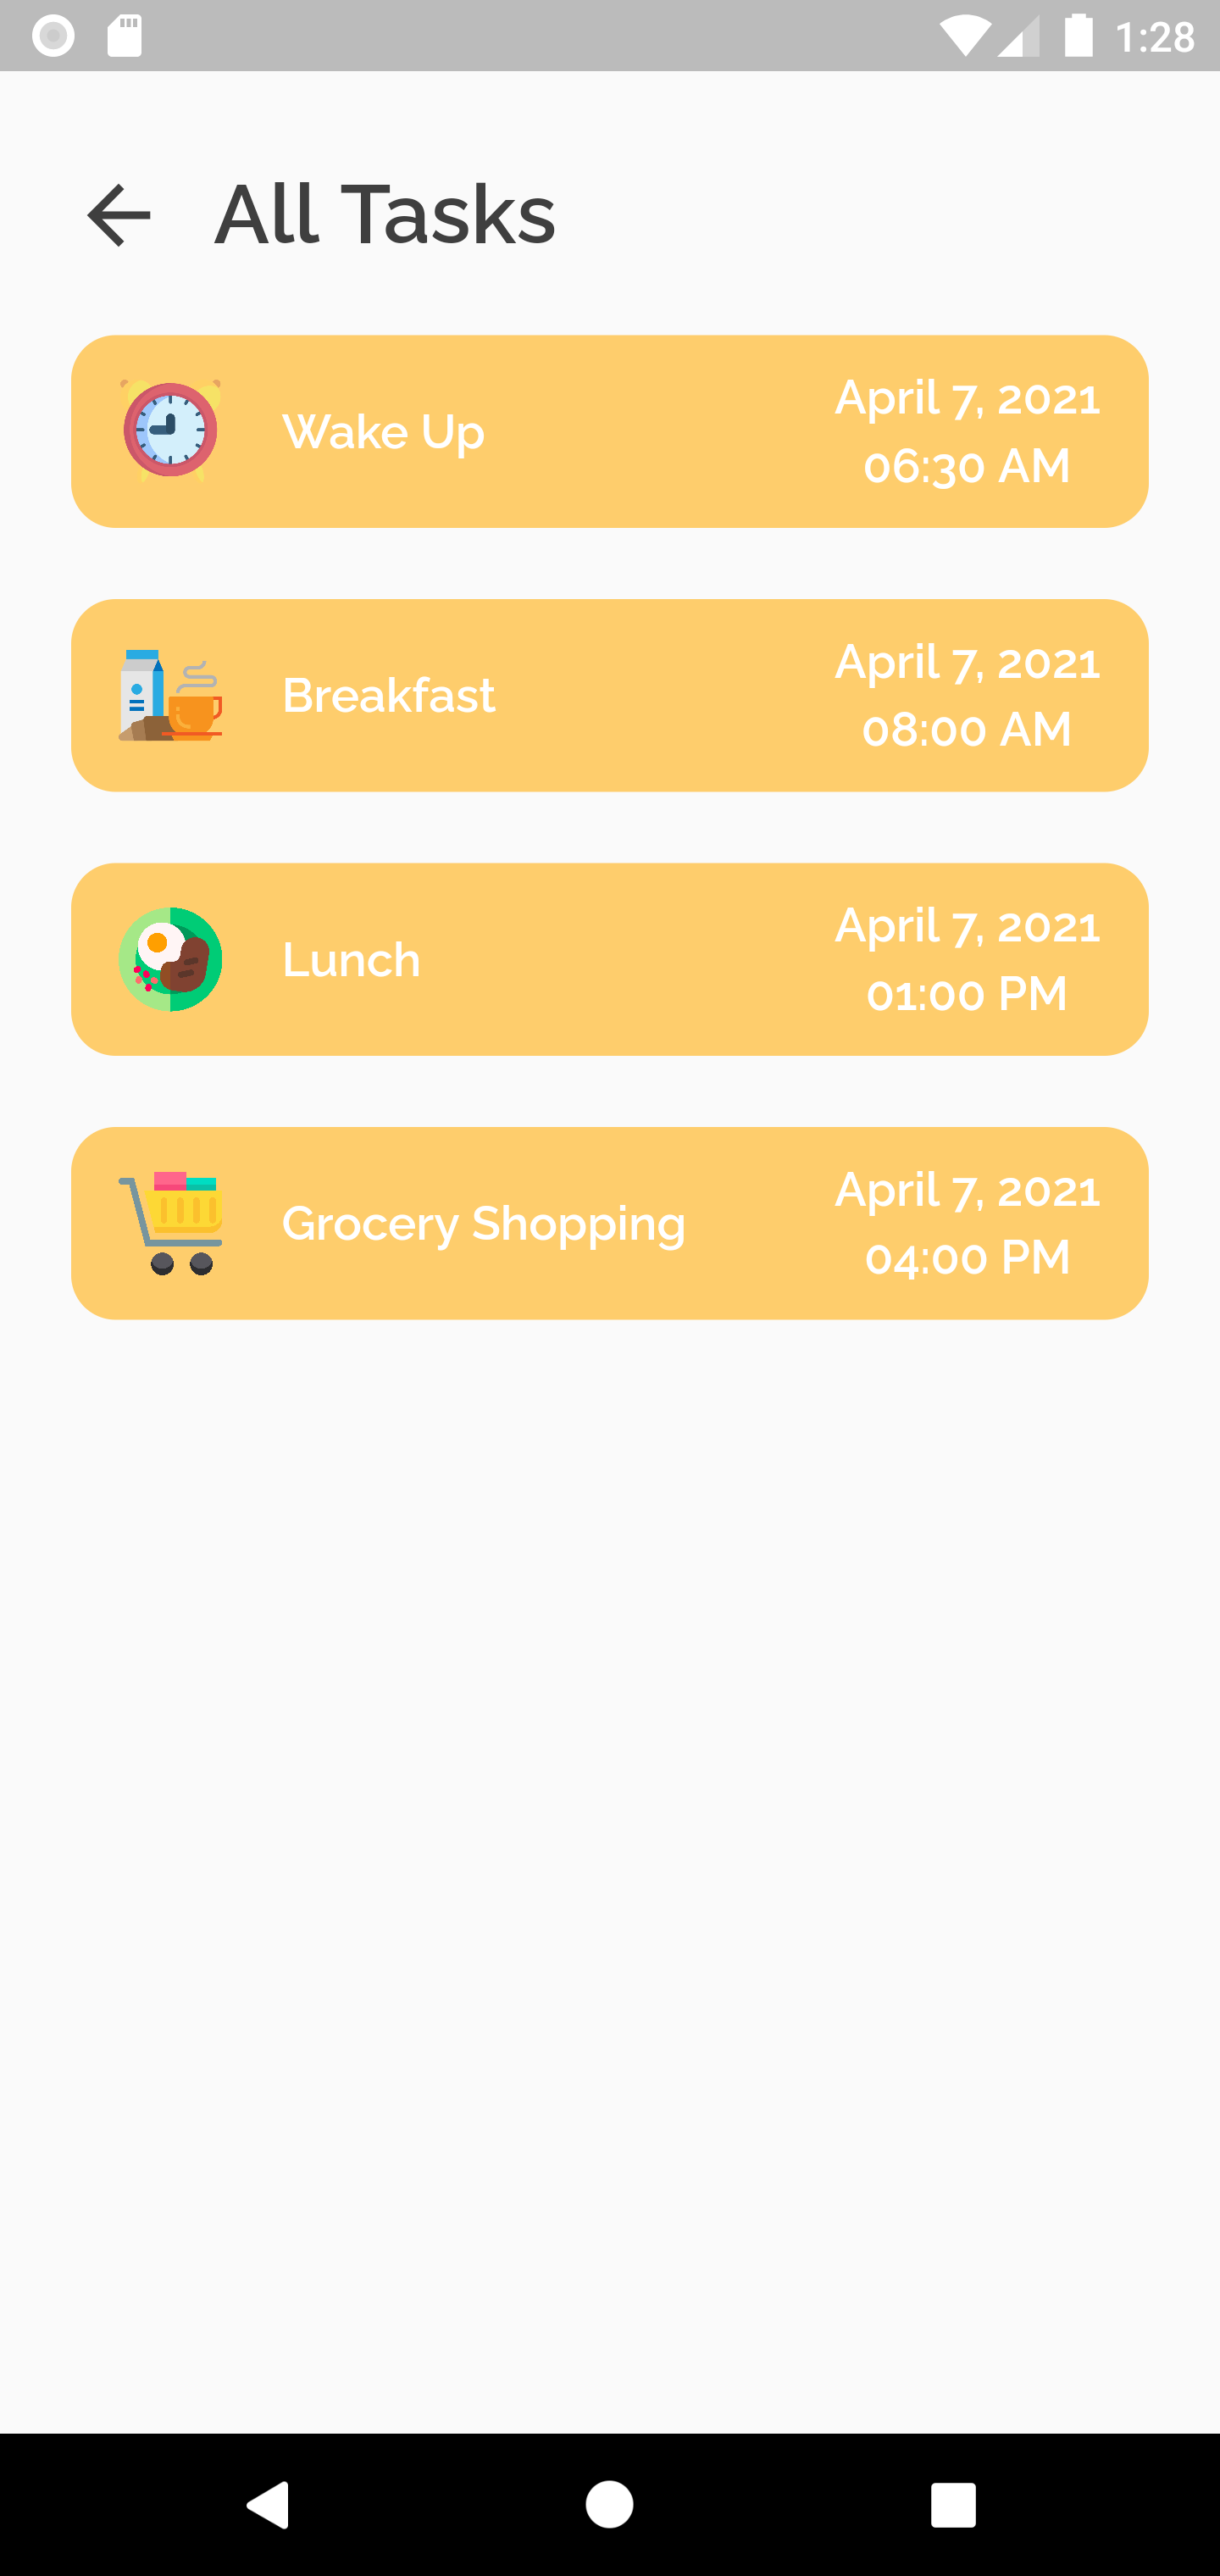 1:28
All Tasks
Wake Up
April 7, 2021
06:30 AM
Breakfast
April 7, 2021
08:00 AM
Lunch
April 7, 2021
01:00 PM
Grocery Shopping
April 7, 2021
04:00 PM